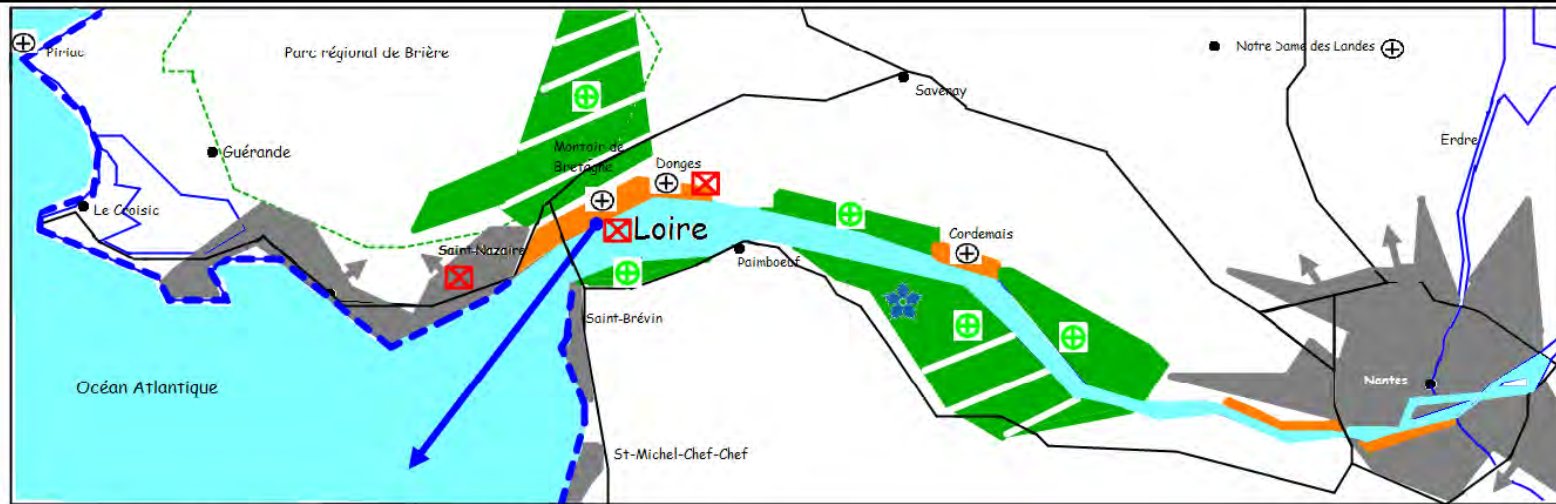 Piriac
Parc régional de Brière
Notre Dame des Landes
Savenay
Erdre
Guérande
Montoir de
Bretagne
Donges
Le Croisic
Loire
Cordemais
Saint-Nazaire
Paimboeuf
Saint-Brévin
Océan Atlantique
Nantes
St-Michel-Chef-Chef